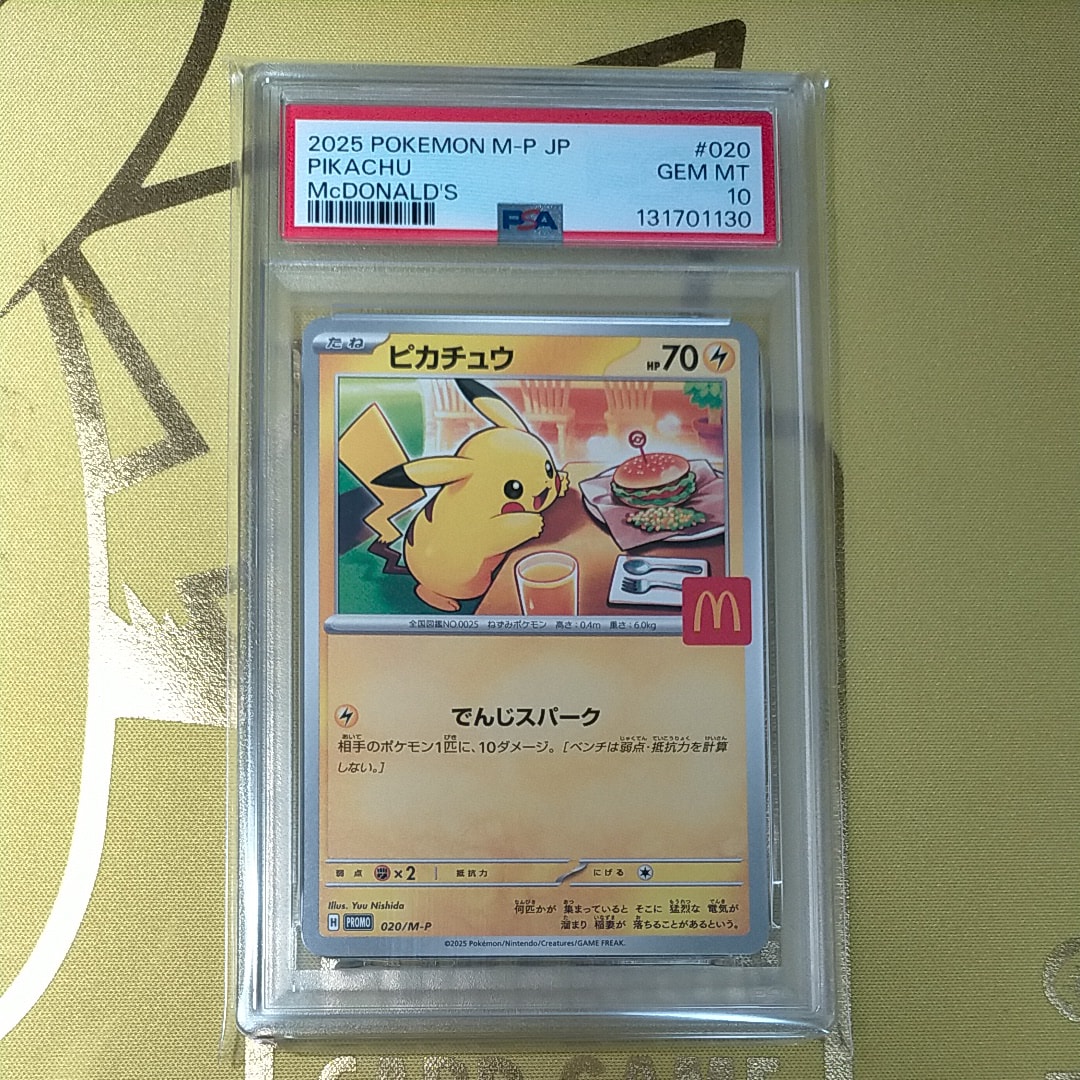 2025 POKEMON M-P JP #020
PIKACHU GEM MT
McDONALD'S 10
PSA 131701130
たね ピカチュウ HP70
全国図鑑NO.0025 ねずみポケモン 高さ:0.4m 重さ:6.0kg
でんじスパーク
相手のポケモン1匹に、10ダメージ。[ベンチは弱点・抵抗力を計算
しない。]
弱点 ×2 抵抗力 にげる
Illus. Yuu Nishida
何匹かが 集まっていると そこに 猛烈な 電気が
溜まり 稲妻が 落ちることがあるという。
H PROMO 020/M-P
©2025 Pokémon/Nintendo/Creatures/GAME FREAK.
CARD GAME